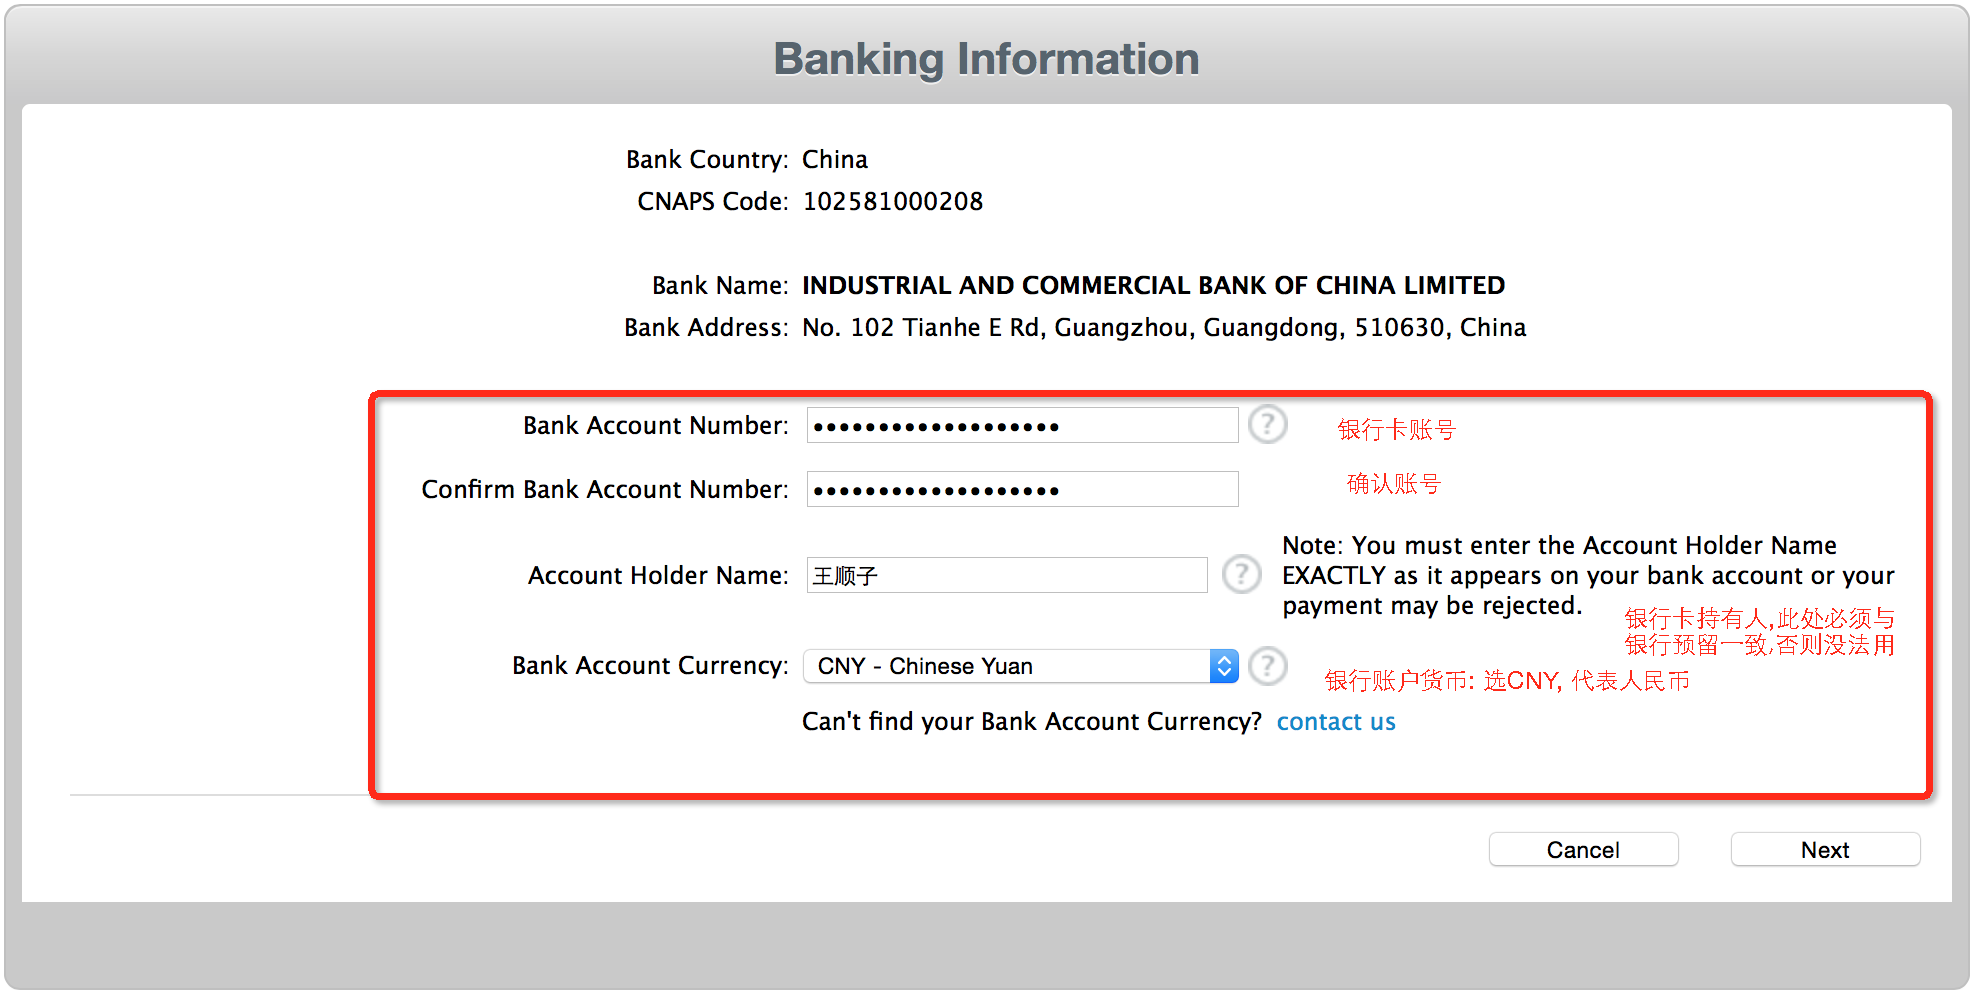 Banking Information
Bank Country: China
CNAPS Code: 102581000208
Bank Name: INDUSTRIAL AND COMMERCIAL BANK OF CHINA LIMITED
Bank Address: No. 102 Tianhe E Rd, Guangzhou, Guangdong, 510630, China
Bank Account Number: ••••••••••••••••••• ? 银行卡账号
Confirm Bank Account Number: ••••••••••••••••••• 确认账号
Account Holder Name: 王顺子 ?
Note: You must enter the Account Holder Name
EXACTLY as it appears on your bank account or your
payment may be rejected.
银行卡持有人,此处必须与
银行预留一致,否则没法用
Bank Account Currency: CNY - Chinese Yuan ? 银行账户货币: 选CNY, 代表人民币
Can't find your Bank Account Currency? contact us
Cancel Next